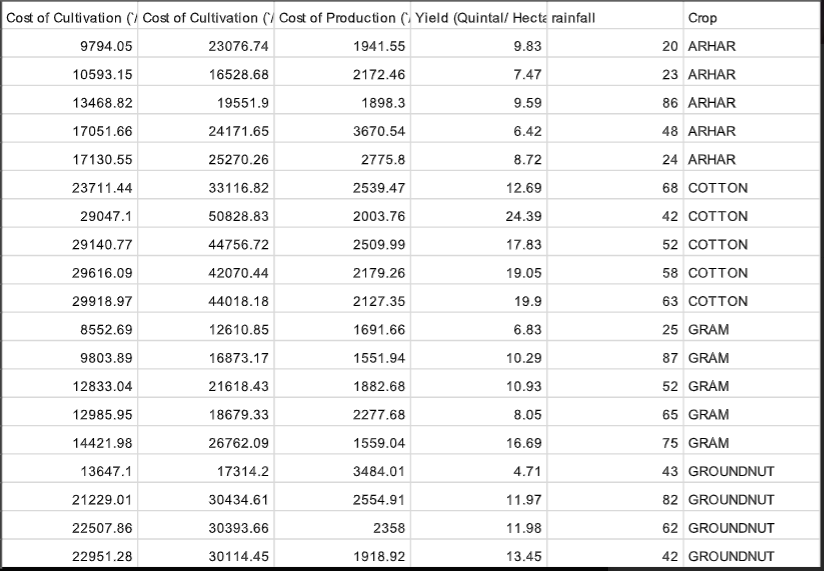 Cost of Cultivation (`/ Cost of Cultivation (`/ Cost of Production (`/ Yield (Quintal/ Hecta rainfall Crop
9794.05 23076.74 1941.55 9.83 20 ARHAR
10593.15 16528.68 2172.46 7.47 23 ARHAR
13468.82 19551.9 1898.3 9.59 86 ARHAR
17051.66 24171.65 3670.54 6.42 48 ARHAR
17130.55 25270.26 2775.8 8.72 24 ARHAR
23711.44 33116.82 2539.47 12.69 68 COTTON
29047.1 50828.83 2003.76 24.39 42 COTTON
29140.77 44756.72 2509.99 17.83 52 COTTON
29616.09 42070.44 2179.26 19.05 58 COTTON
29918.97 44018.18 2127.35 19.9 63 COTTON
8552.69 12610.85 1691.66 6.83 25 GRAM
9803.89 16873.17 1551.94 10.29 87 GRAM
12833.04 21618.43 1882.68 10.93 52 GRAM
12985.95 18679.33 2277.68 8.05 65 GRAM
14421.98 26762.09 1559.04 16.69 75 GRAM
13647.1 17314.2 3484.01 4.71 43 GROUNDNUT
21229.01 30434.61 2554.91 11.97 82 GROUNDNUT
22507.86 30393.66 2358 11.98 62 GROUNDNUT
22951.28 30114.45 1918.92 13.45 42 GROUNDNUT